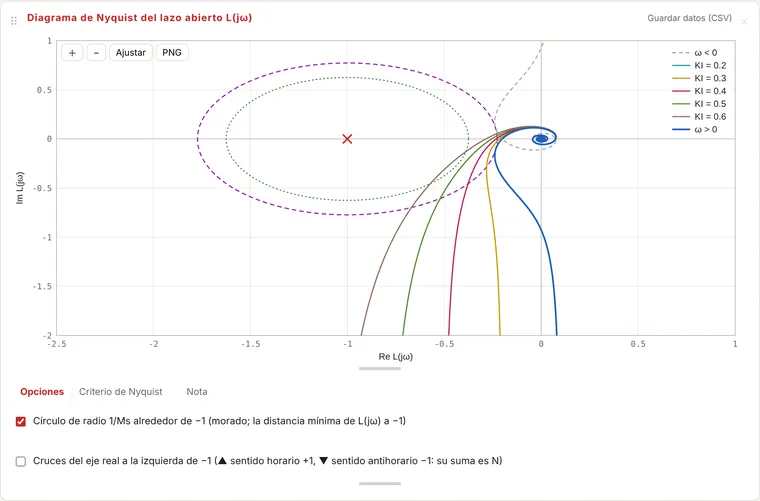 Diagrama de Nyquist del lazo abierto L(jω)
Guardar datos (CSV)
×
+
-
Ajustar
PNG
ω < 0
KI = 0.2
KI = 0.3
KI = 0.4
KI = 0.5
KI = 0.6
ω > 0
1
0.5
0
-0.5
-1
-1.5
-2
Im L(jω)
-2.5
-2
-1.5
-1
-0.5
0
0.5
1
Re L(jω)
Opciones
Criterio de Nyquist
Nota
Círculo de radio 1/Ms alrededor de −1 (morado; la distancia mínima de L(jω) a −1)
Cruces del eje real a la izquierda de −1 (▲ sentido horario +1, ▼ sentido antihorario −1: su suma es N)